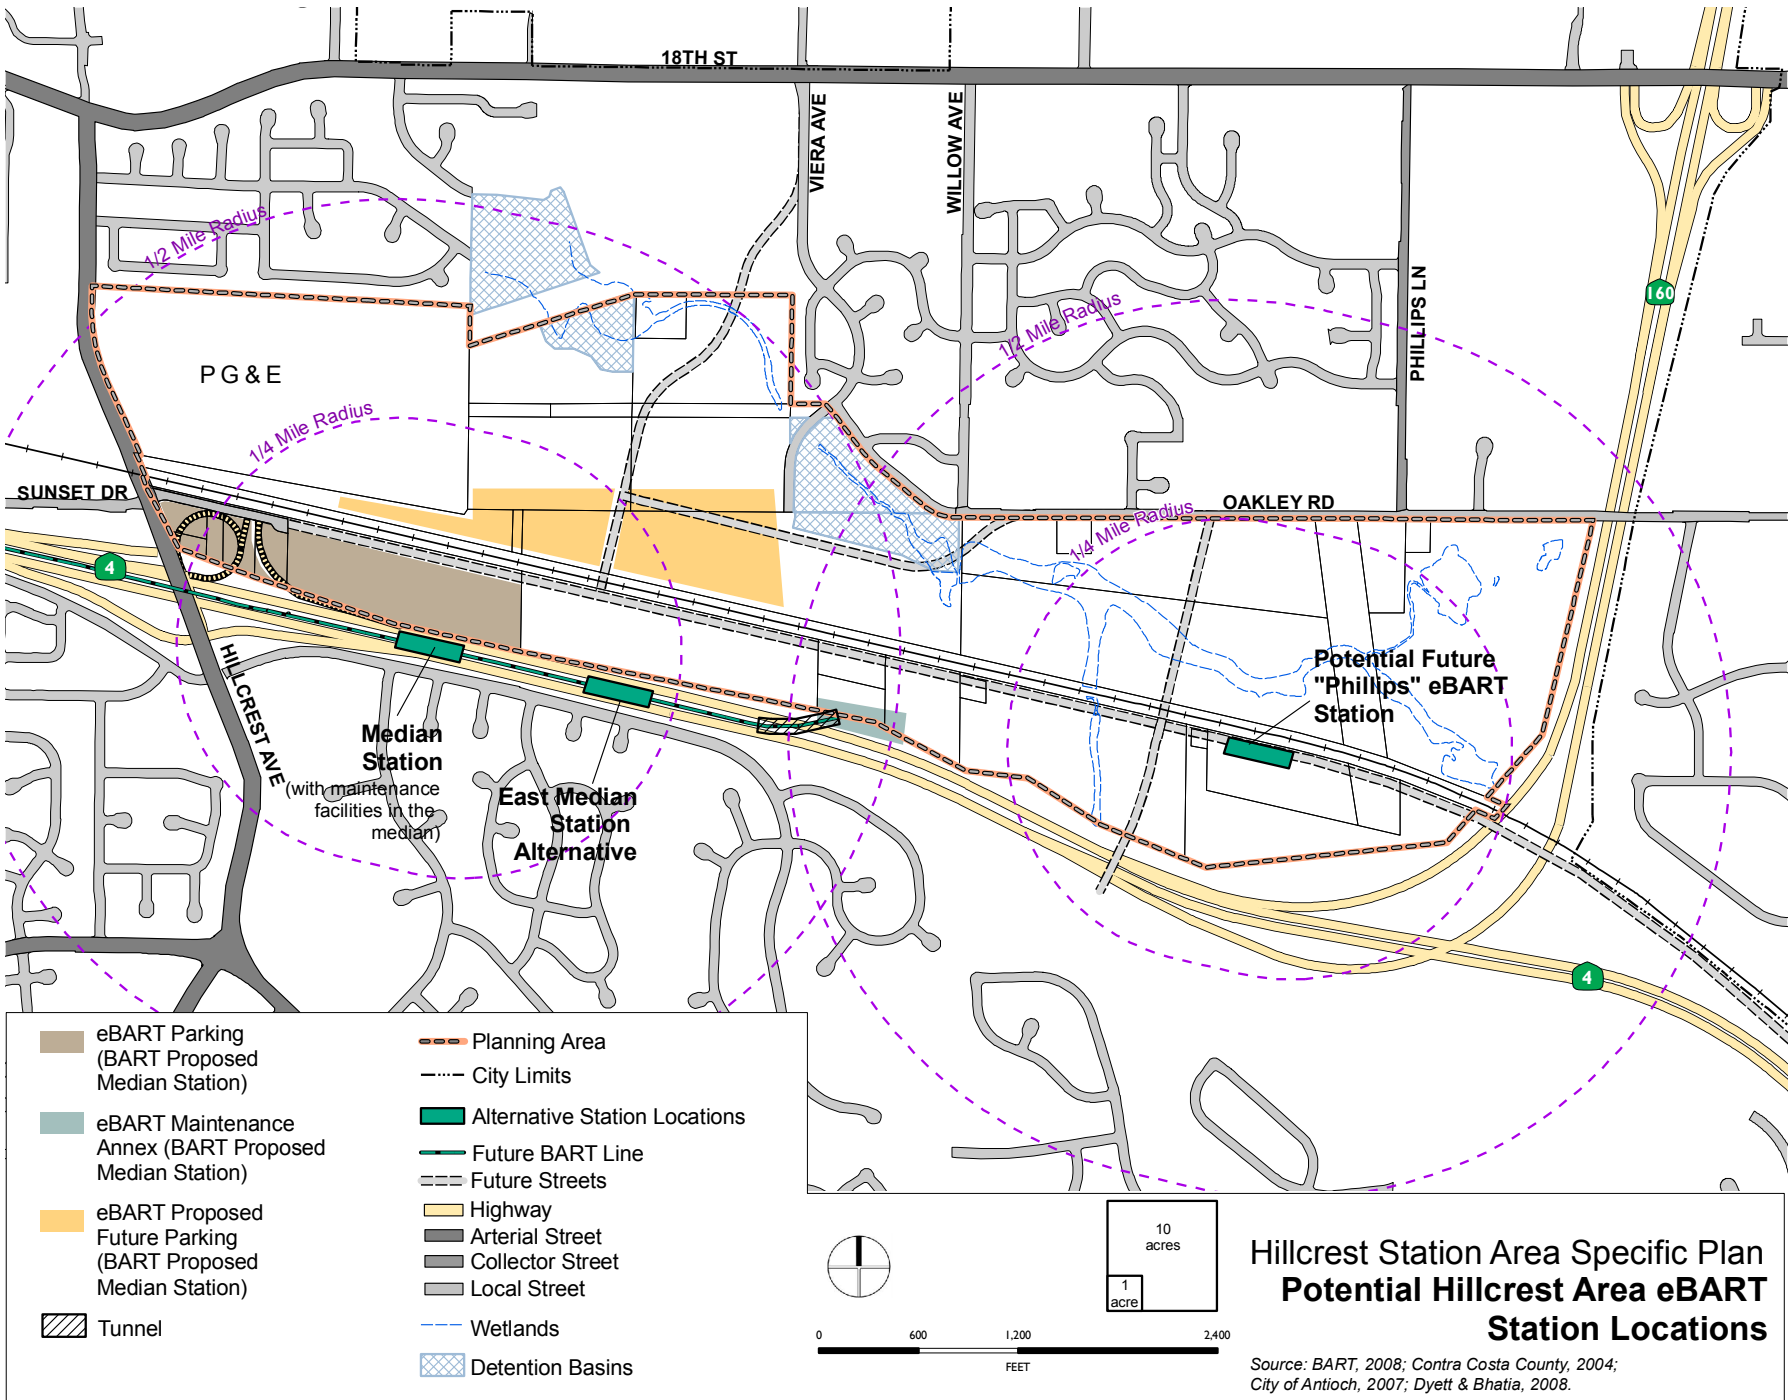 18TH ST
VIERA AVE
WILLOW AVE
1/2 Mile Radius
PHILLIPS LN
160
1/2 Mile Radius
PG&E
1/4 Mile Radius
SUNSET DR
OAKLEY RD
1/4 Mile Radius
4
HILLCREST AVE
Potential Future
"Phillips" eBART
Station
Median
Station
(with maintenance
facilities in the
median)
East Median
Station
Alternative
4
eBART Parking
(BART Proposed
Median Station)
eBART Maintenance
Annex (BART Proposed
Median Station)
eBART Proposed
Future Parking
(BART Proposed
Median Station)
Tunnel
Planning Area
City Limits
Alternative Station Locations
Future BART Line
Future Streets
Highway
Arterial Street
Collector Street
Local Street
Wetlands
Detention Basins
10
acres
1
acre
0 600 1,200 2,400
FEET
Hillcrest Station Area Specific Plan
Potential Hillcrest Area eBART
Station Locations
Source: BART, 2008; Contra Costa County, 2004;
City of Antioch, 2007; Dyett & Bhatia, 2008.